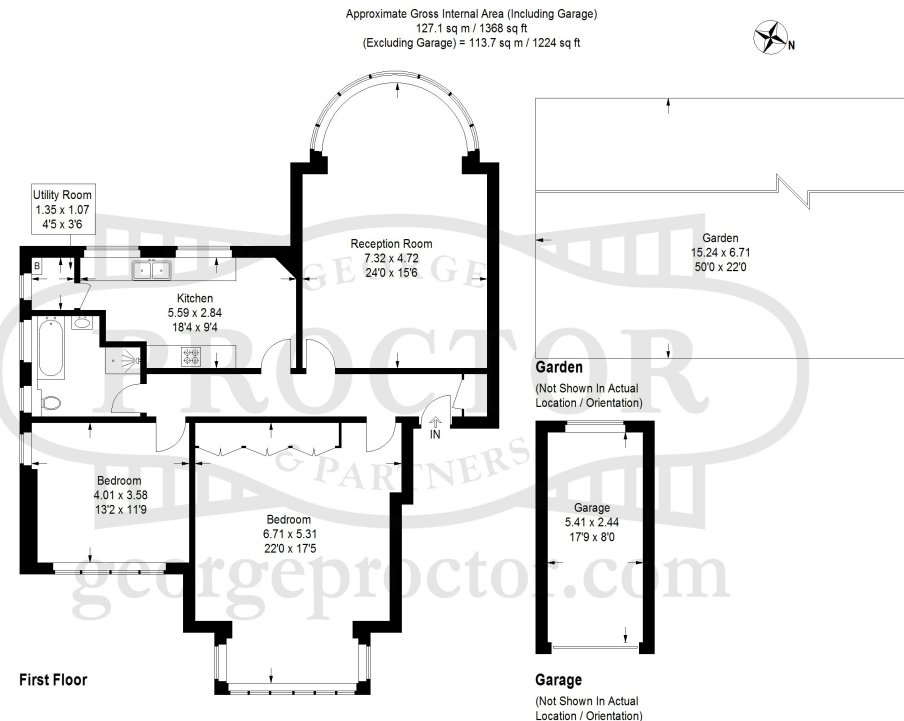 Approximate Gross Internal Area (Including Garage)
127.1 sq m / 1368 sq ft
(Excluding Garage) = 113.7 sq m / 1224 sq ft
N
Utility Room
1.35 x 1.07
4'5 x 3'6
B
Kitchen
5.59 x 2.84
18'4 x 9'4
Reception Room
7.32 x 4.72
24'0 x 15'6
Garden
15.24 x 6.71
50'0 x 22'0
GEORGE
PROCTOR
& PARTNERS
georgeproctor.com
Garden
(Not Shown In Actual
Location / Orientation)
IN
Bedroom
4.01 x 3.58
13'2 x 11'9
Bedroom
6.71 x 5.31
22'0 x 17'5
Garage
5.41 x 2.44
17'9 x 8'0
First Floor
Garage
(Not Shown In Actual
Location / Orientation)